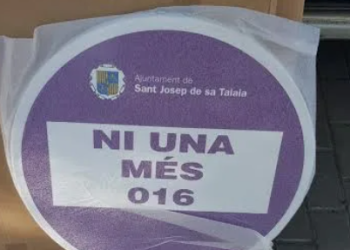 Ajuntament de
Sant Josep de sa Talaia
NI UNA
MÉS
016